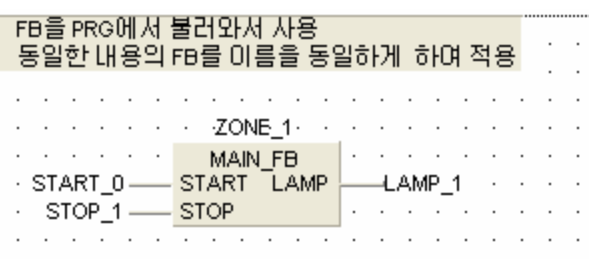 FB을 PRG에서 불러와서 사용
동일한 내용의 FB를 이름을 동일하게 하여 적용
ZONE_1
MAIN_FB
START_0 START LAMP LAMP_1
STOP_1 STOP